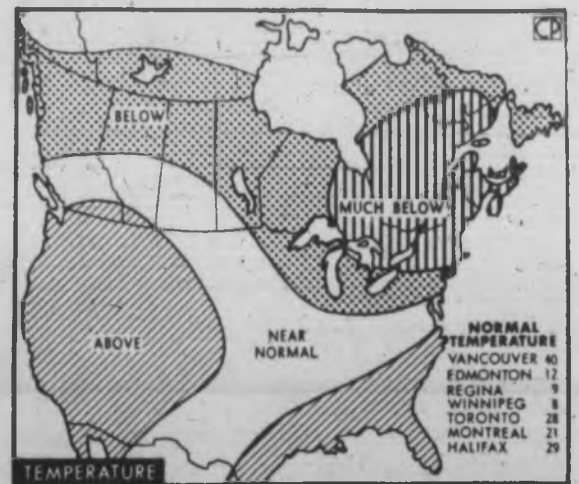 CP
BELOW
MUCH BELOW
ABOVE
NEAR
NORMAL
NORMAL
TEMPERATURE
VANCOUVER 40
EDMONTON 12
REGINA 9
WINNIPEG 8
TORONTO 28
MONTREAL 21
HALIFAX 29
TEMPERATURE